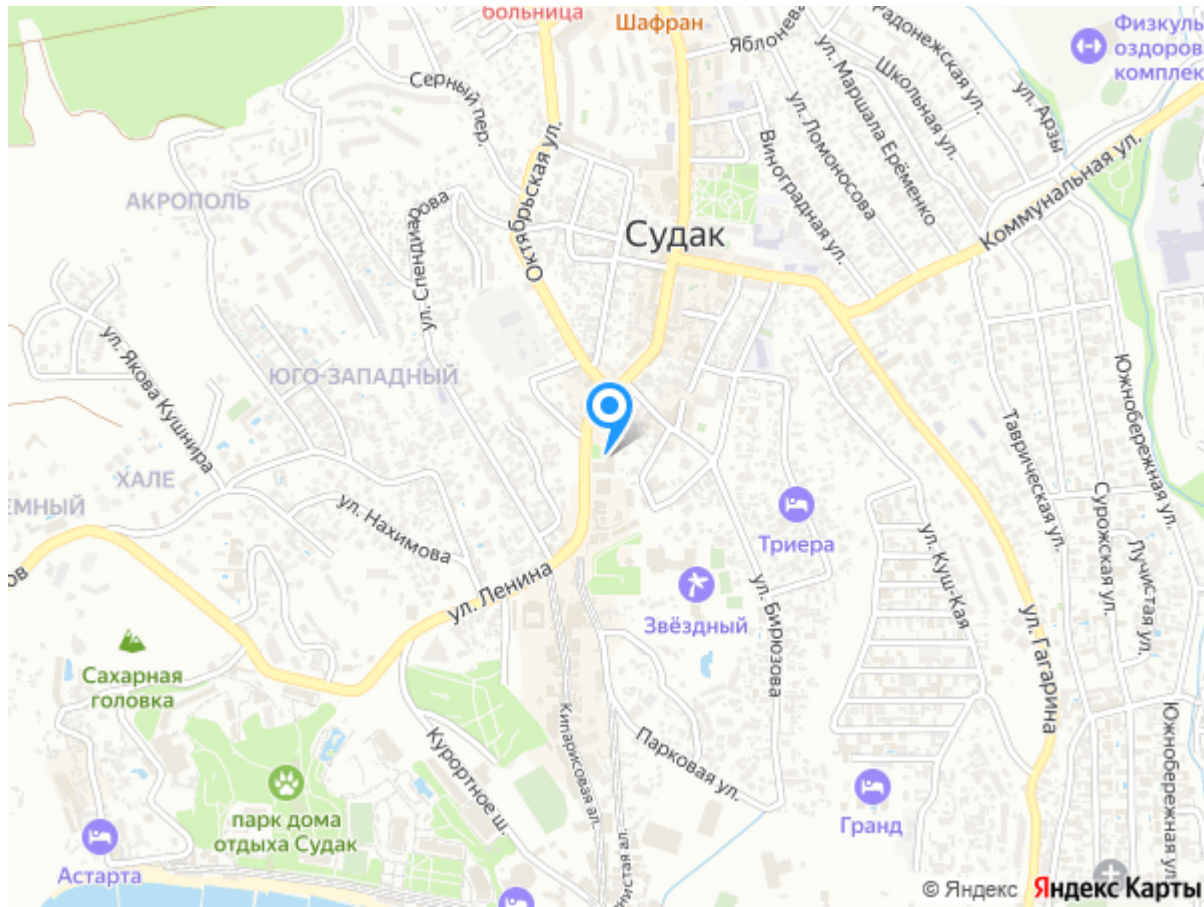 больница
Шафран
Яблонева
ул. Маршала Ерёменко
Школьная ул.
ул. Арзы
Физкуль
оздоров
комплек
Серный пер.
Октябрьская ул.
ул. Ломоносова
Виноградная ул.
Коммунальная ул.
АКРОПОЛЬ
ул. Спендиарова
Судак
ул. Якова Кушнира
ЮГО-ЗАПАДНЫЙ
Южнобережная ул.
Таврическая ул.
ХАЛЕ
ЕМНЫЙ
ул. Нахимова
Сурожская ул.
Лучистая ул.
Триера
ул. Куш-Кая
ов
ул. Ленина
Звёздный
ул. Бирюзова
ул. Гагарина
Сахарная
головка
Кипарисовая ал.
Курортное ш.
Парковая ул.
Южнобережная ул.
парк дома
отдыха Судак
Гранд
Астарта
© Яндекс Яндекс Карты